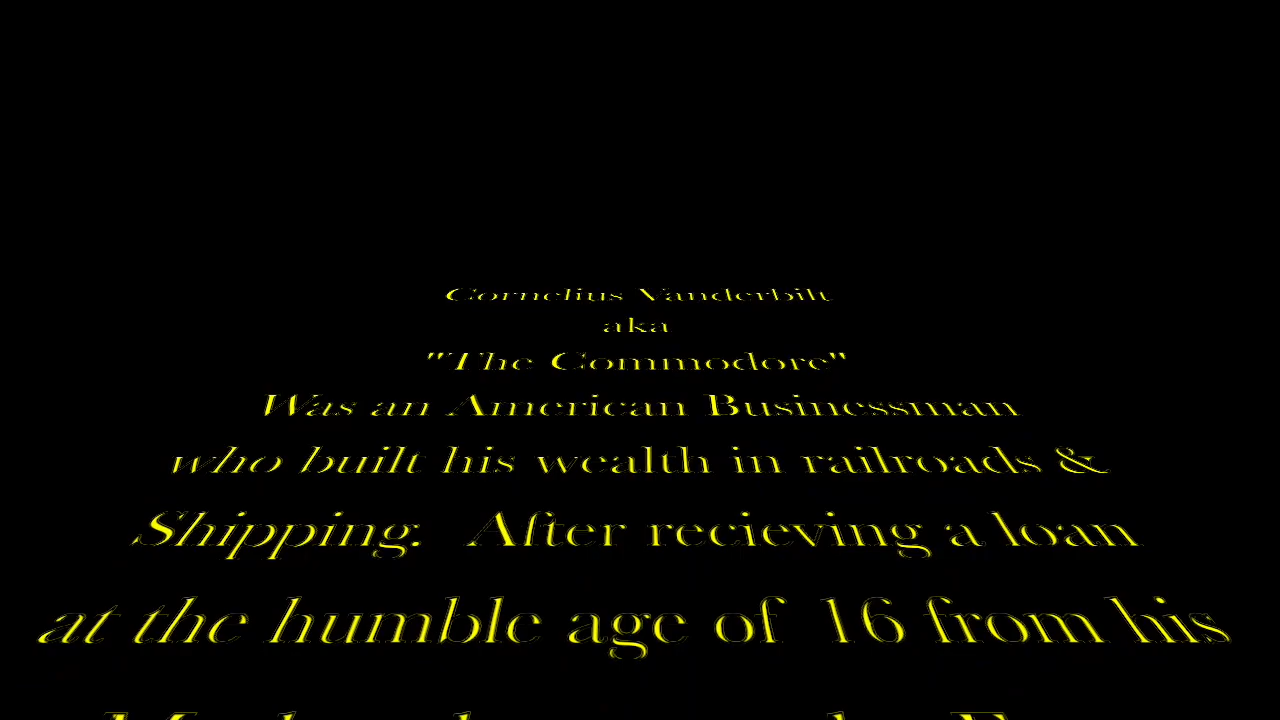 Cornelius Vanderbilt
aka
"The Commodore"
Was an American Businessman
who built his wealth in railroads &
Shipping.  After recieving a loan
at the humble age of 16 from his